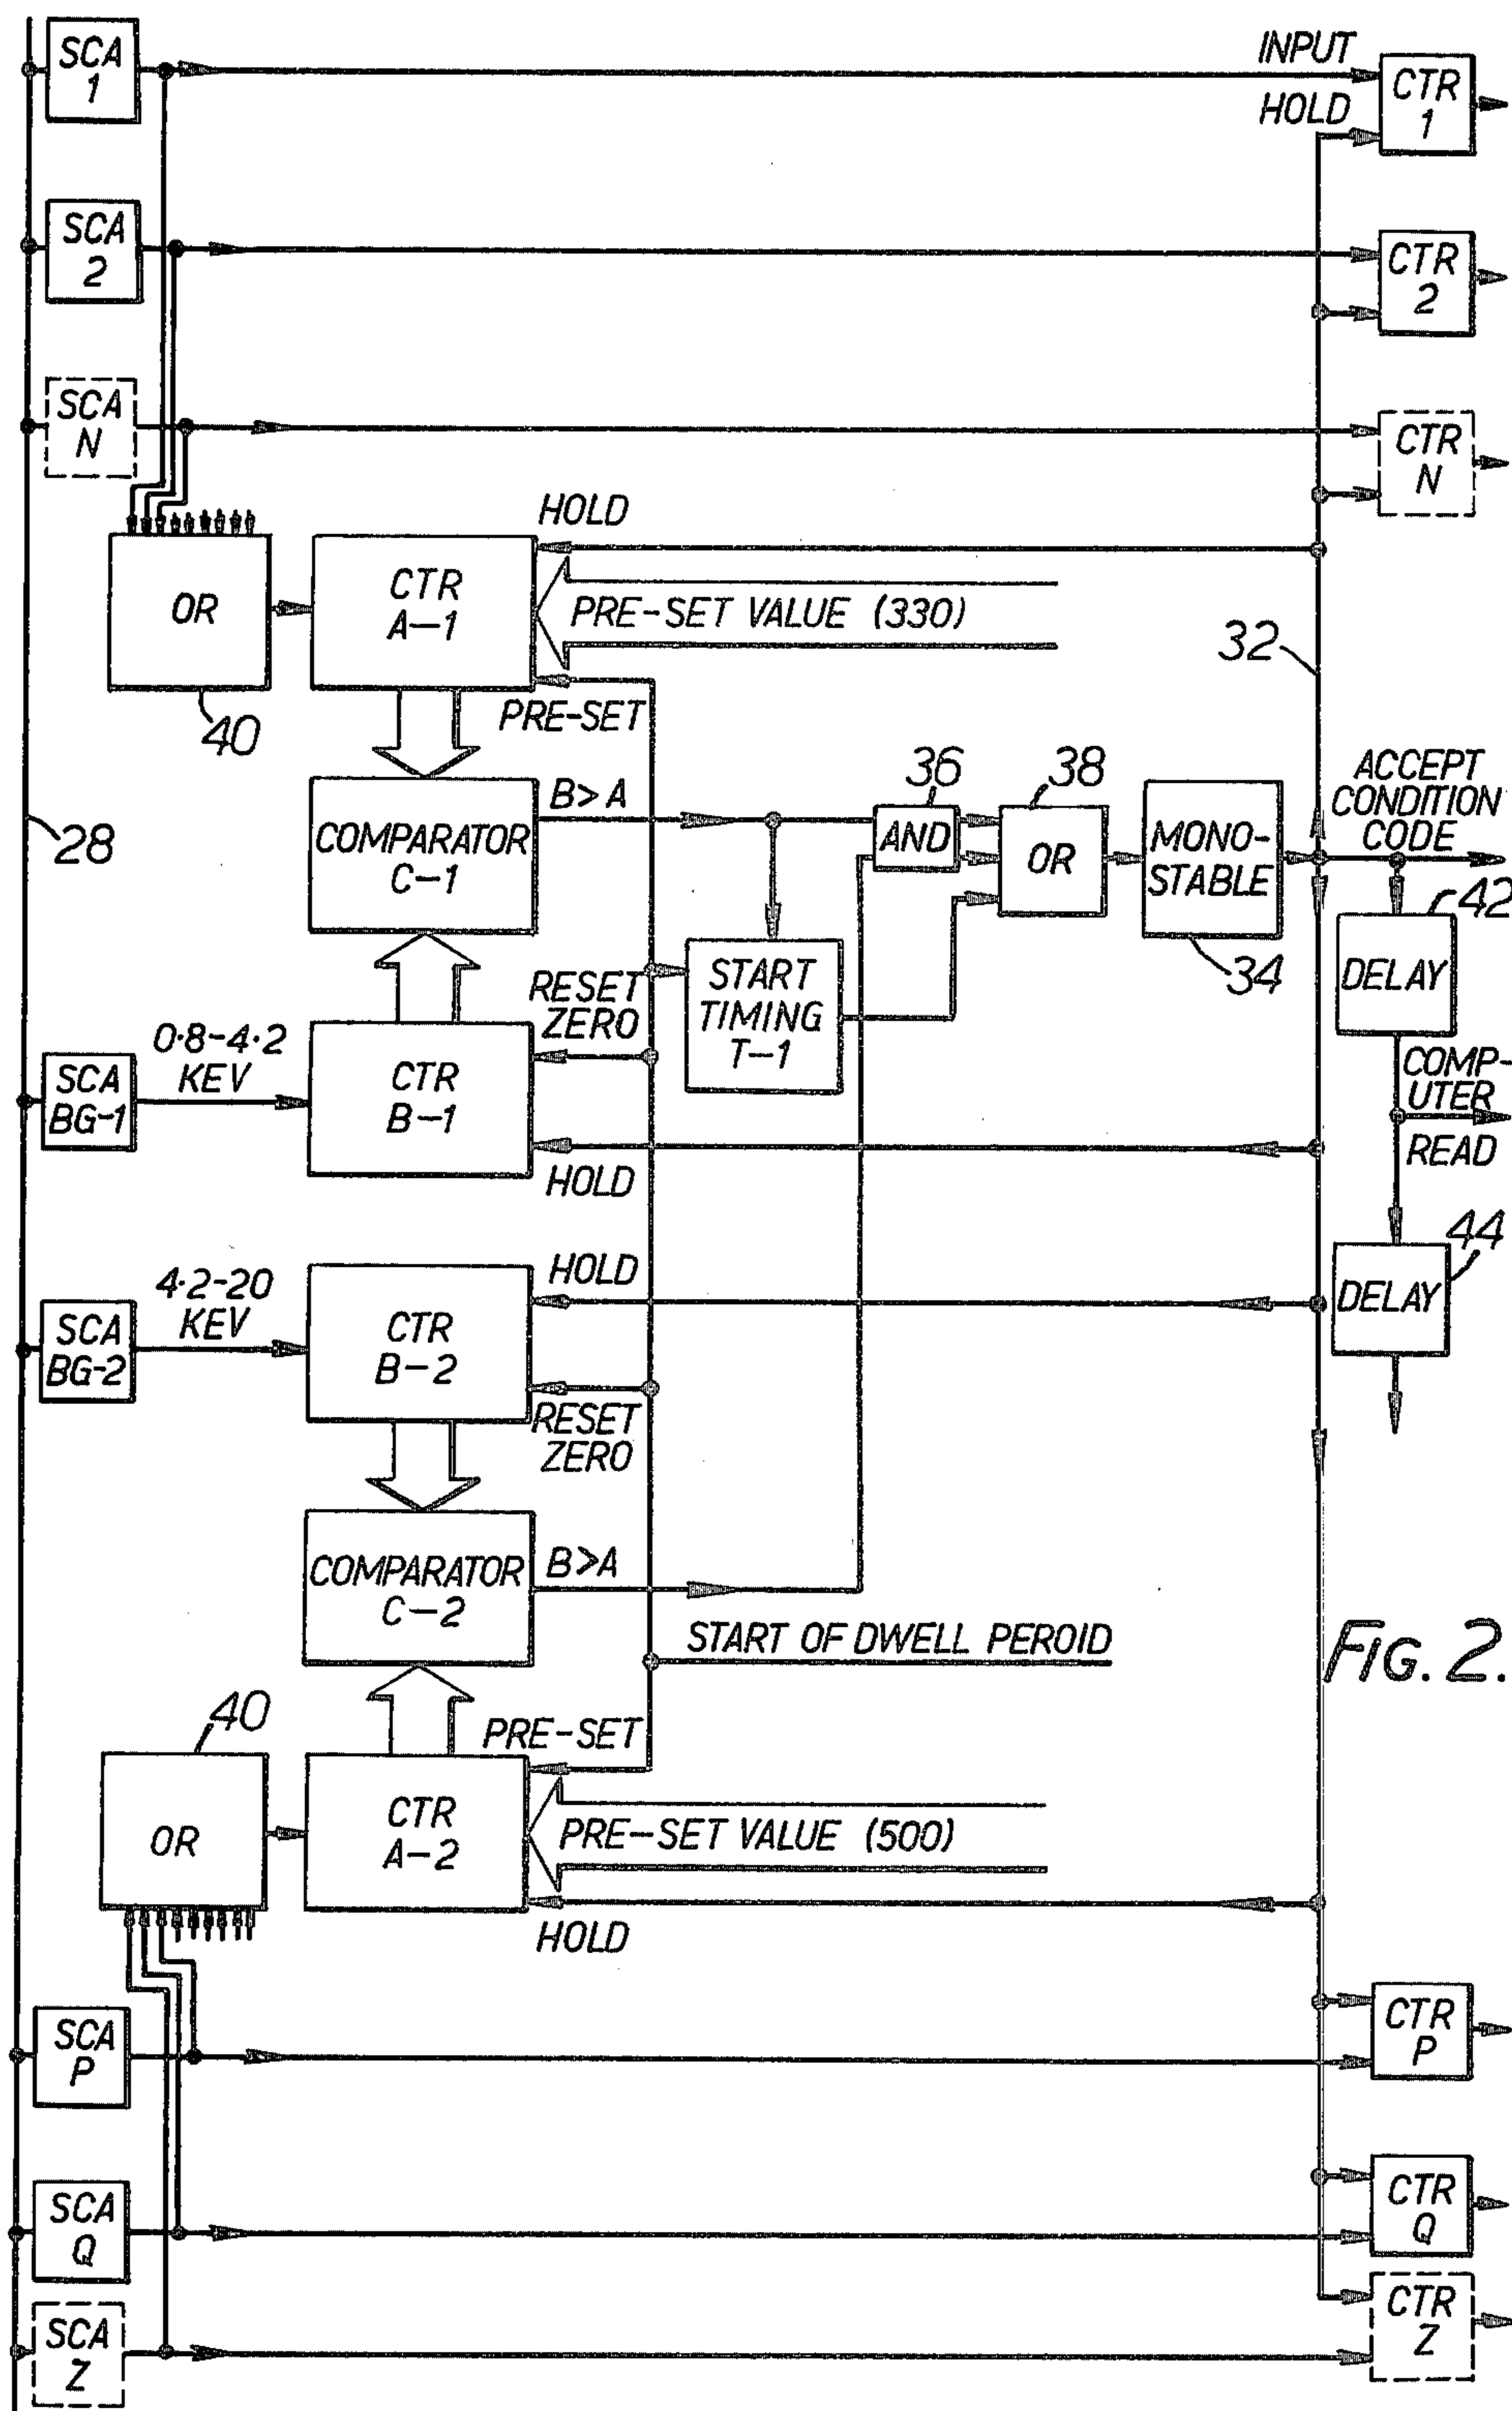 SCA
1
INPUT
HOLD
CTR
1
SCA
2
CTR
2
SCA
N
CTR
N
HOLD
OR
CTR
A-1
PRE-SET VALUE (330)
32
40
PRE-SET
28
COMPARATOR
C-1
B>A
36
AND
38
OR
MONO-
STABLE
34
ACCEPT
CONDITION
CODE
42
DELAY
START
TIMING
T-1
RESET
ZERO
SCA
BG-1
0·8-4·2
KEV
CTR
B-1
HOLD
COMP-
UTER
READ
44
DELAY
SCA
BG-2
4·2-20
KEV
CTR
B-2
HOLD
RESET
ZERO
COMPARATOR
C-2
B>A
START OF DWELL PEROID
FIG. 2.
40
OR
PRE-SET
CTR
A-2
PRE-SET VALUE (500)
HOLD
SCA
P
CTR
P
SCA
Q
CTR
Q
SCA
Z
CTR
Z